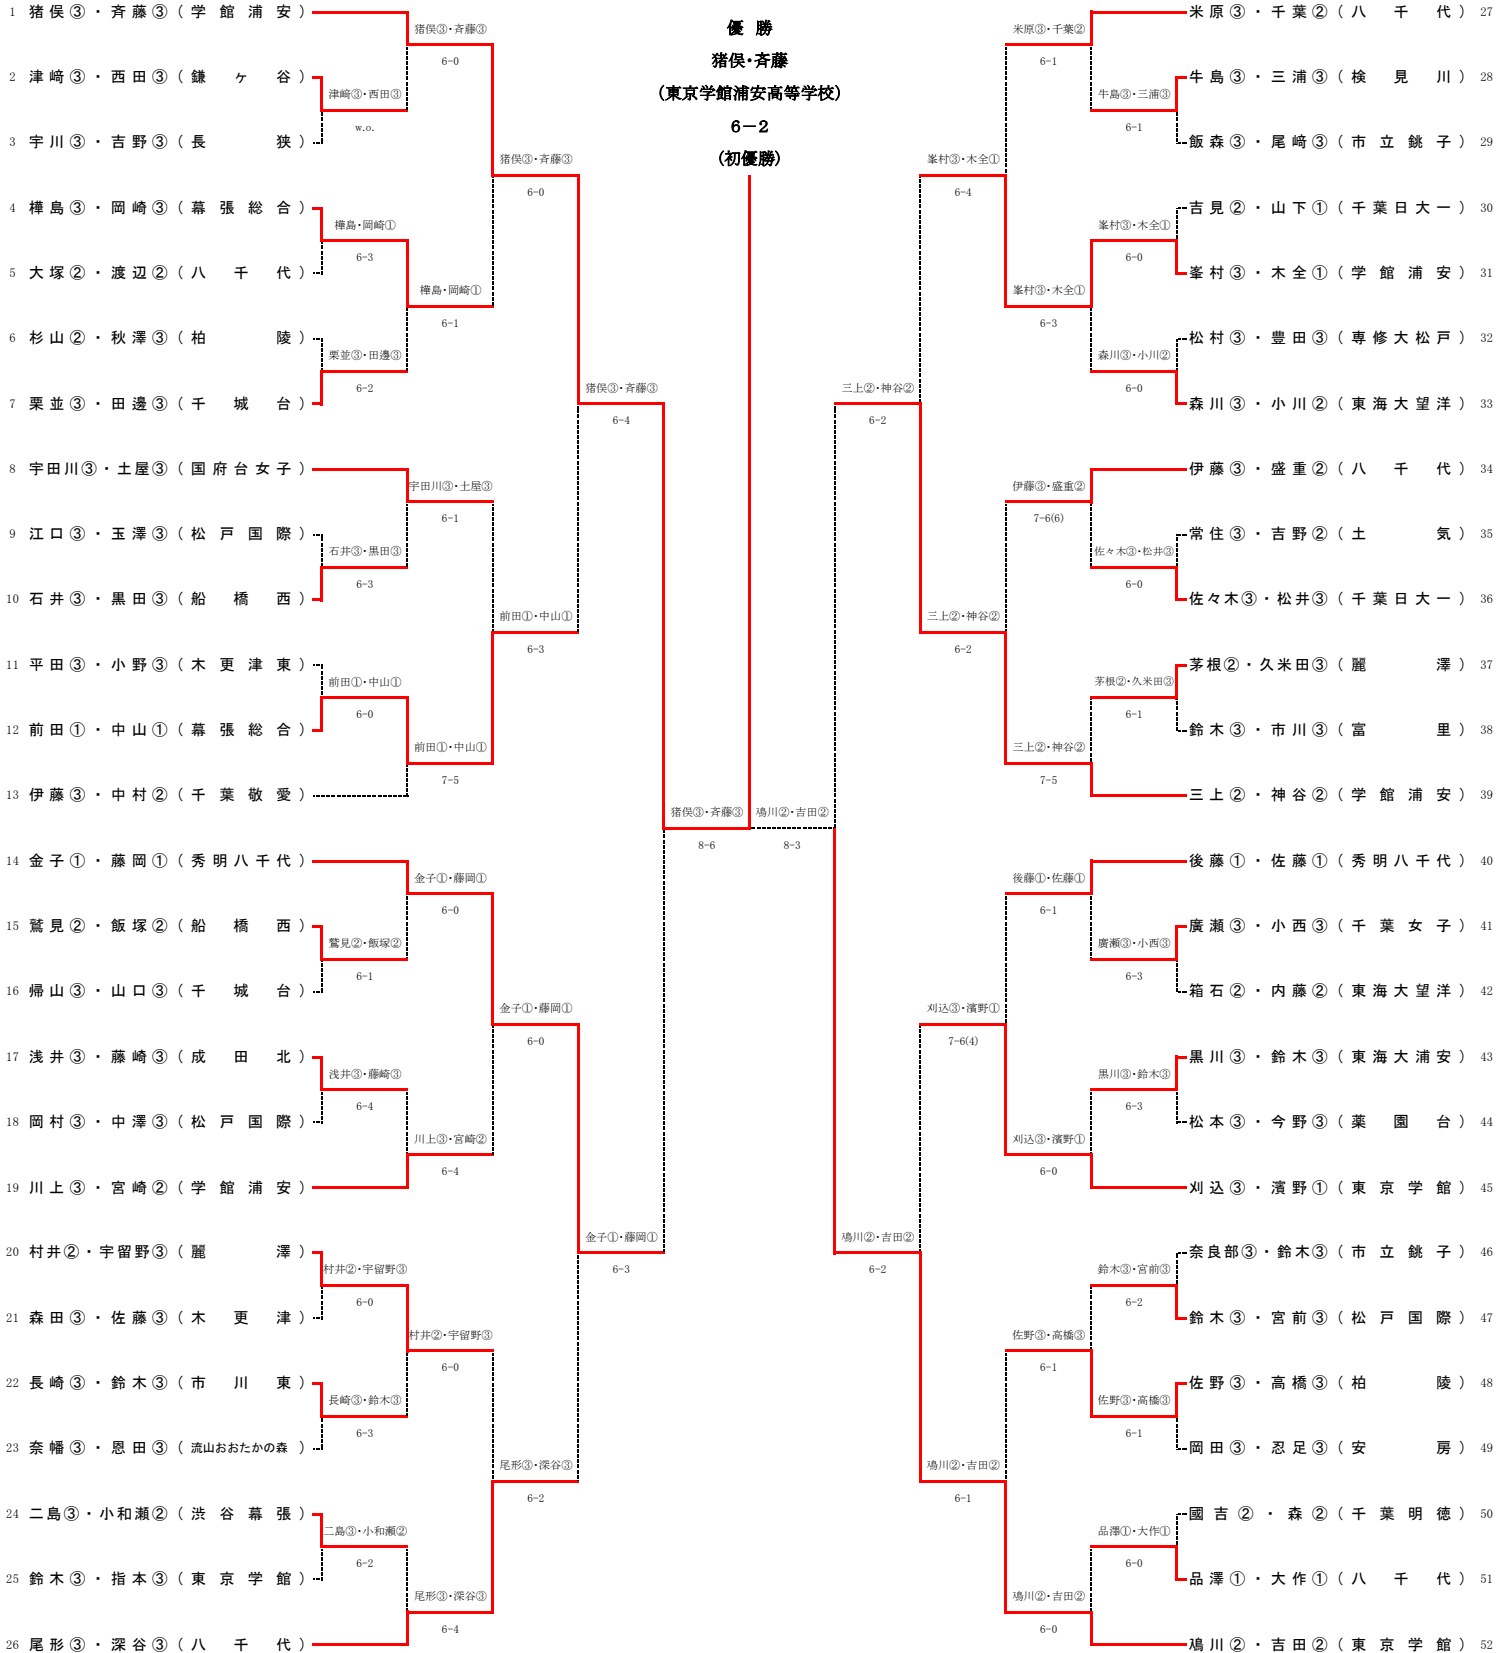 優 勝
猪俣・斉藤
(東京学館浦安高等学校)
6－2
(初優勝)
1 猪俣③・斉藤③(学館浦安)
2 津﨑③・西田③(鎌ヶ谷)
3 宇川③・吉野③(長狭)
4 樺島③・岡崎③(幕張総合)
5 大塚②・渡辺②(八千代)
6 杉山②・秋澤③(柏陵)
7 栗並③・田邊③(千城台)
8 宇田川③・土屋③(国府台女子)
9 江口③・玉澤③(松戸国際)
10 石井③・黒田③(船橋西)
11 平田③・小野③(木更津東)
12 前田①・中山①(幕張総合)
13 伊藤③・中村②(千葉敬愛)
14 金子①・藤岡①(秀明八千代)
15 鷲見②・飯塚②(船橋西)
16 帰山③・山口③(千城台)
17 浅井③・藤崎③(成田北)
18 岡村③・中澤③(松戸国際)
19 川上③・宮崎②(学館浦安)
20 村井②・宇留野③(麗澤)
21 森田③・佐藤③(木更津)
22 長崎③・鈴木③(市川東)
23 奈幡③・恩田③(流山おおたかの森)
24 二島③・小和瀬②(渋谷幕張)
25 鈴木③・指本③(東京学館)
26 尾形③・深谷③(八千代)
津﨑③・西田③
w.o.
樺島・岡崎①
6-3
栗並③・田邊③
6-2
石井③・黒田③
6-3
前田①・中山①
6-0
鷲見②・飯塚②
6-1
浅井③・藤崎③
6-4
村井②・宇留野③
6-0
長崎③・鈴木③
6-3
二島③・小和瀬②
6-2
猪俣③・斉藤③
6-0
樺島・岡崎①
6-1
宇田川③・土屋③
6-1
前田①・中山①
7-5
金子①・藤岡①
6-0
川上③・宮崎②
6-4
村井②・宇留野③
6-0
尾形③・深谷③
6-4
猪俣③・斉藤③
6-0
前田①・中山①
6-3
金子①・藤岡①
6-0
尾形③・深谷③
6-2
猪俣③・斉藤③
6-4
金子①・藤岡①
6-3
猪俣③・斉藤③
8-6
鳰川②・吉田②
8-3
三上②・神谷②
6-2
鳰川②・吉田②
6-2
峯村③・木全①
6-4
三上②・神谷②
6-2
刈込③・濱野①
7-6(4)
鳰川②・吉田②
6-1
米原③・千葉②
6-1
峯村③・木全①
6-3
伊藤③・盛重②
7-6(6)
三上②・神谷②
7-5
後藤①・佐藤①
6-1
刈込③・濱野①
6-0
佐野③・高橋③
6-1
鳰川②・吉田②
6-0
牛島③・三浦③
6-1
峯村③・木全①
6-0
森川③・小川②
6-0
佐々木③・松井③
6-0
茅根②・久米田③
6-1
廣瀬③・小西③
6-3
黒川③・鈴木③
6-3
鈴木③・宮前③
6-2
佐野③・高橋③
6-1
品澤①・大作①
6-0
米原③・千葉②(八千代) 27
牛島③・三浦③(検見川) 28
飯森③・尾﨑③(市立銚子) 29
吉見②・山下①(千葉日大一) 30
峯村③・木全①(学館浦安) 31
松村③・豊田③(専修大松戸) 32
森川③・小川②(東海大望洋) 33
伊藤③・盛重②(八千代) 34
常住③・吉野②(土気) 35
佐々木③・松井③(千葉日大一) 36
茅根②・久米田③(麗澤) 37
鈴木③・市川③(富里) 38
三上②・神谷②(学館浦安) 39
後藤①・佐藤①(秀明八千代) 40
廣瀬③・小西③(千葉女子) 41
箱石②・内藤②(東海大望洋) 42
黒川③・鈴木③(東海大浦安) 43
松本③・今野③(薬園台) 44
刈込③・濱野①(東京学館) 45
奈良部③・鈴木③(市立銚子) 46
鈴木③・宮前③(松戸国際) 47
佐野③・高橋③(柏陵) 48
岡田③・忍足③(安房) 49
國吉②・森②(千葉明徳) 50
品澤①・大作①(八千代) 51
鳰川②・吉田②(東京学館) 52